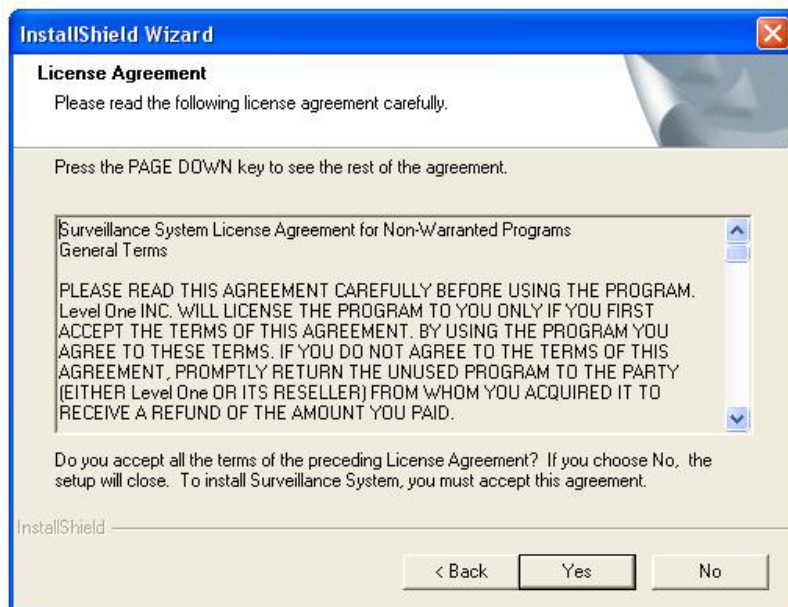 InstallShield Wizard
License Agreement
Please read the following license agreement carefully.
Press the PAGE DOWN key to see the rest of the agreement.
Surveillance System License Agreement for Non-Warranted Programs
General Terms
PLEASE READ THIS AGREEMENT CAREFULLY BEFORE USING THE PROGRAM.
Level One INC. WILL LICENSE THE PROGRAM TO YOU ONLY IF YOU FIRST
ACCEPT THE TERMS OF THIS AGREEMENT. BY USING THE PROGRAM YOU
AGREE TO THESE TERMS. IF YOU DO NOT AGREE TO THE TERMS OF THIS
AGREEMENT, PROMPTLY RETURN THE UNUSED PROGRAM TO THE PARTY
(EITHER Level One OR ITS RESELLER) FROM WHOM YOU ACQUIRED IT TO
RECEIVE A REFUND OF THE AMOUNT YOU PAID.
Do you accept all the terms of the preceding License Agreement? If you choose No, the
setup will close. To install Surveillance System, you must accept this agreement.
InstallShield
< Back
Yes
No